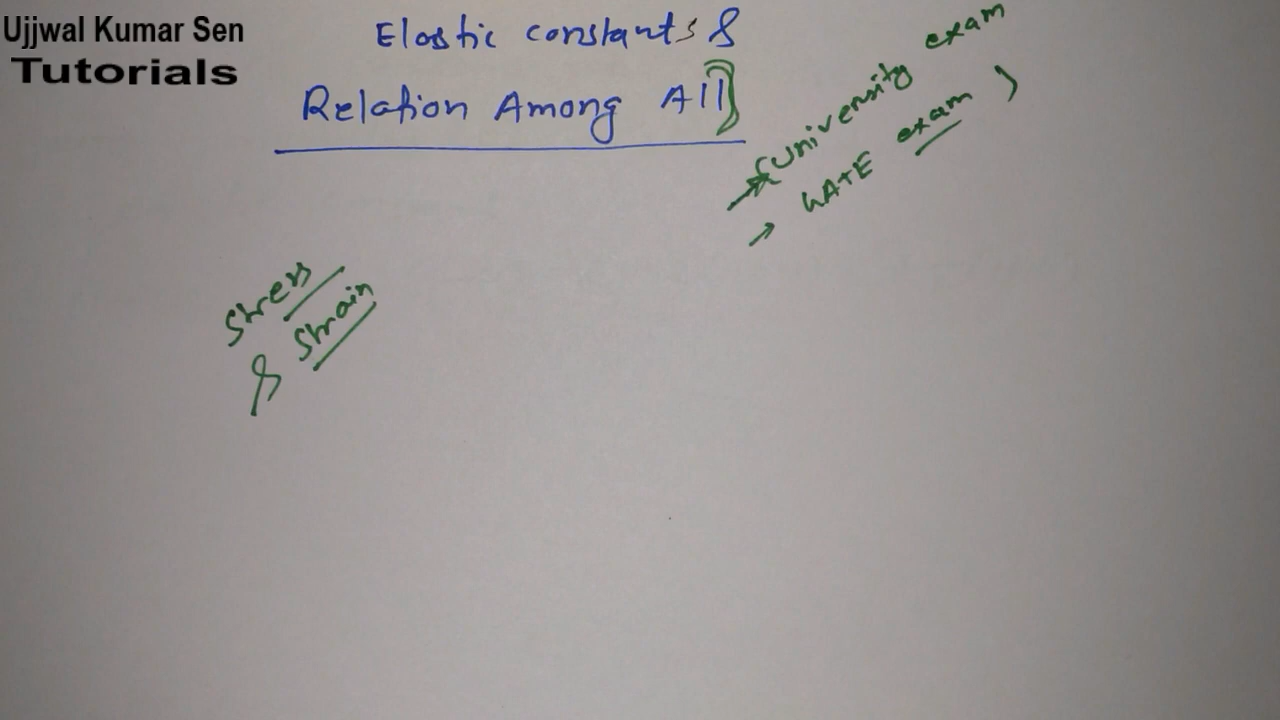 Ujjwal Kumar Sen
Tutorials
Elastic constants &
Relation Among All
(University exam
GATE exam )
Stress
& Strain